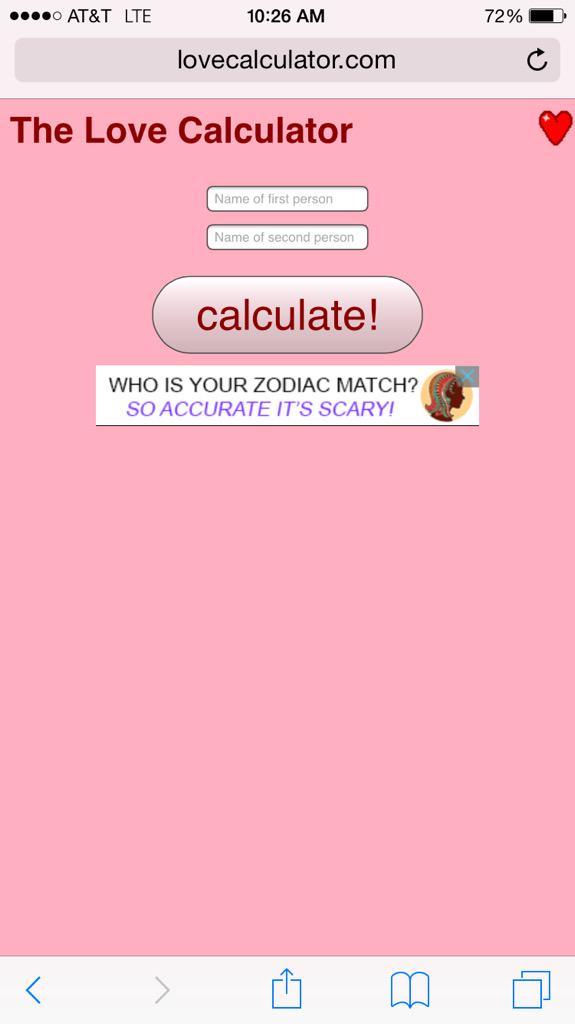 AT&T LTE 10:26 AM 72%
lovecalculator.com
The Love Calculator
Name of first person
Name of second person
calculate!
WHO IS YOUR ZODIAC MATCH?
SO ACCURATE IT'S SCARY!